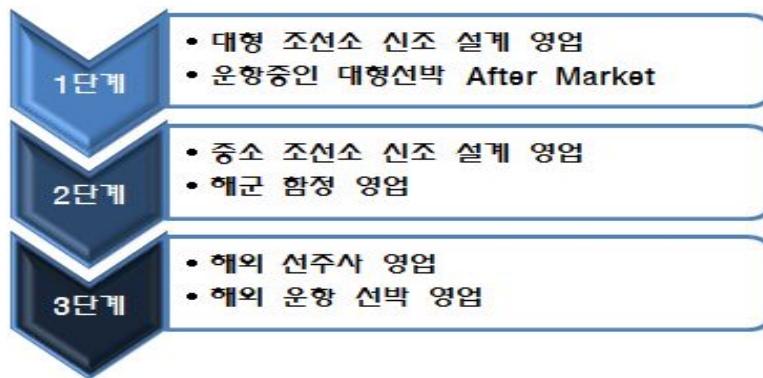 1단계
• 대형 조선소 신조 설계 영업
• 운항중인 대형선박 After Market
2단계
• 중소 조선소 신조 설계 영업
• 해군 함정 영업
3단계
• 해외 선주사 영업
• 해외 운항 선박 영업